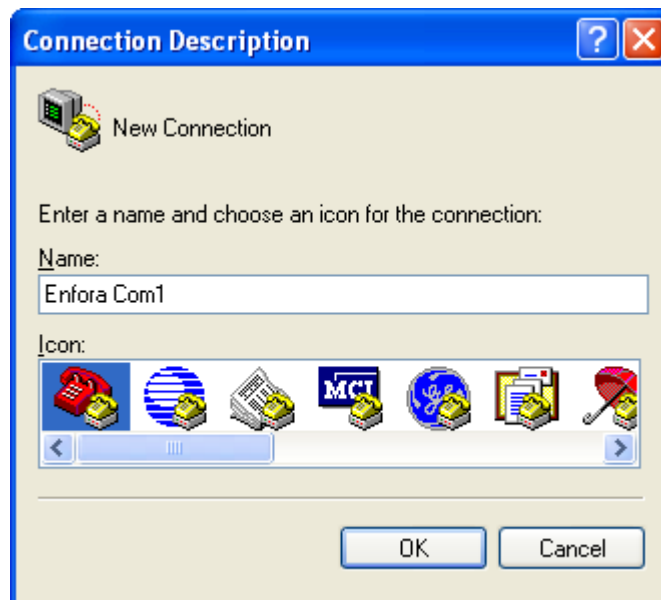 Connection Description
New Connection
Enter a name and choose an icon for the connection:
Name:
Enfora Com1
Icon:
MCI
OK
Cancel